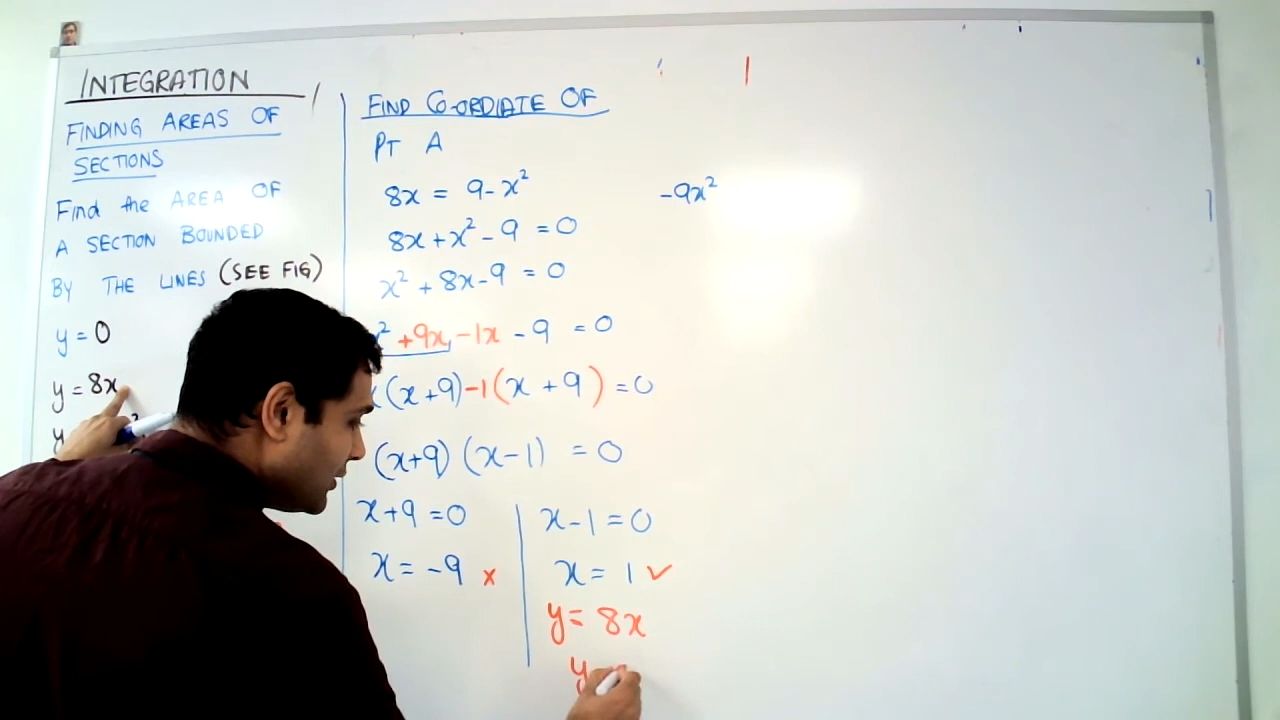 INTEGRATION
FINDING AREAS OF
SECTIONS
Find the AREA OF
A SECTION BOUNDED
BY THE LINES (SEE FIG)
y = 0
y = 8x
y
FIND CO-ORDIATE OF
PT A
8x = 9 - x²
8x + x² - 9 = 0
x² + 8x - 9 = 0
² + 9x - 1x - 9 = 0
(x + 9) - 1(x + 9) = 0
(x+9) (x-1) = 0
x + 9 = 0
x = -9 ×
x - 1 = 0
x = 1 ✓
y = 8x
y
-9x²